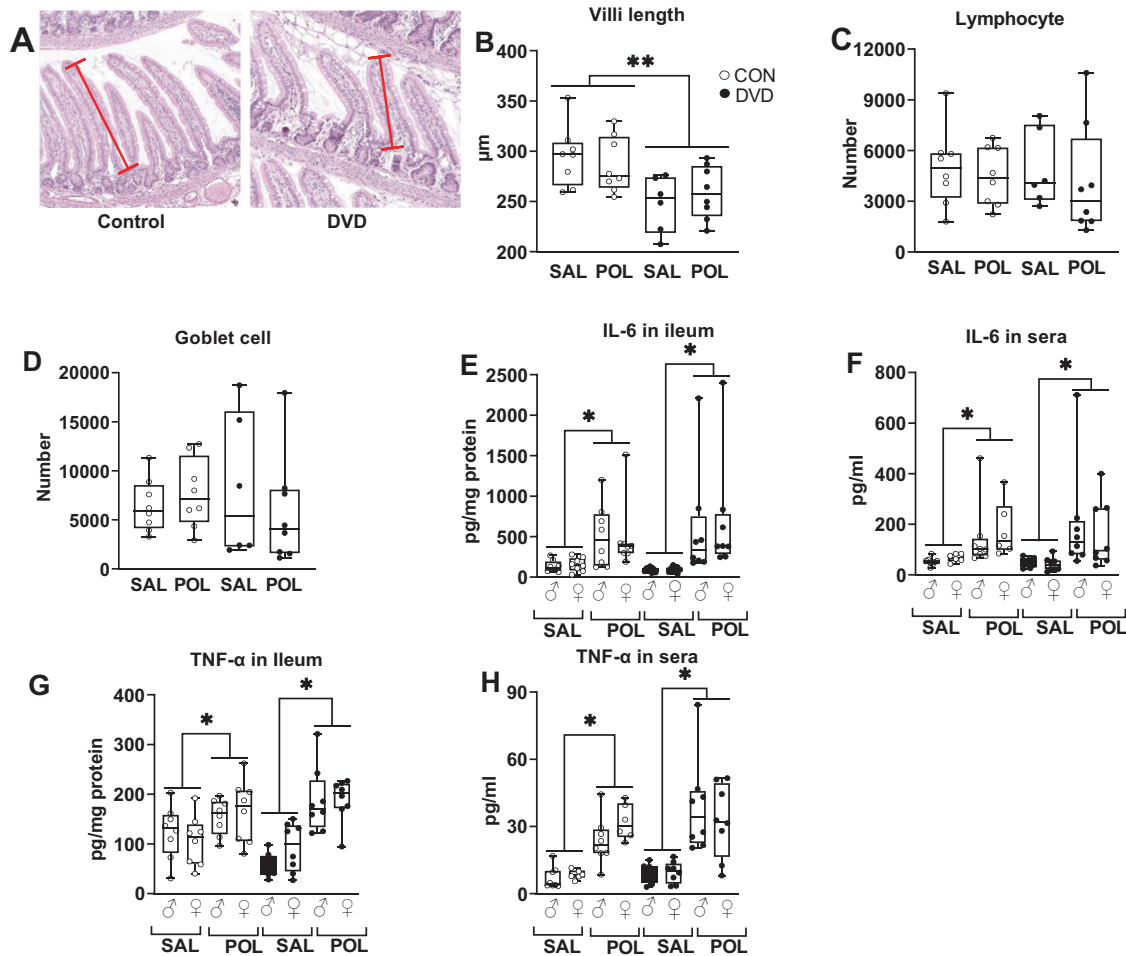 A
Control
DVD
Villi length
B
400
350
300
250
200
µm
**
CON
DVD
SAL POL SAL POL
Lymphocyte
C
12000
9000
6000
3000
0
Number
SAL POL SAL POL
Goblet cell
D
20000
15000
10000
5000
0
Number
SAL POL SAL POL
IL-6 in ileum
E
2500
2000
1500
1000
500
0
pg/mg protein
*
*
♂ ♀ ♂ ♀ ♂ ♀ ♂ ♀
SAL POL SAL POL
IL-6 in sera
F
800
600
400
200
0
pg/ml
*
*
♂ ♀ ♂ ♀ ♂ ♀ ♂ ♀
SAL POL SAL POL
TNF-α in Ileum
G
400
300
200
100
0
pg/mg protein
*
*
♂ ♀ ♂ ♀ ♂ ♀ ♂ ♀
SAL POL SAL POL
TNF-α in sera
H
90
60
30
0
pg/ml
*
*
♂ ♀ ♂ ♀ ♂ ♀ ♂ ♀
SAL POL SAL POL